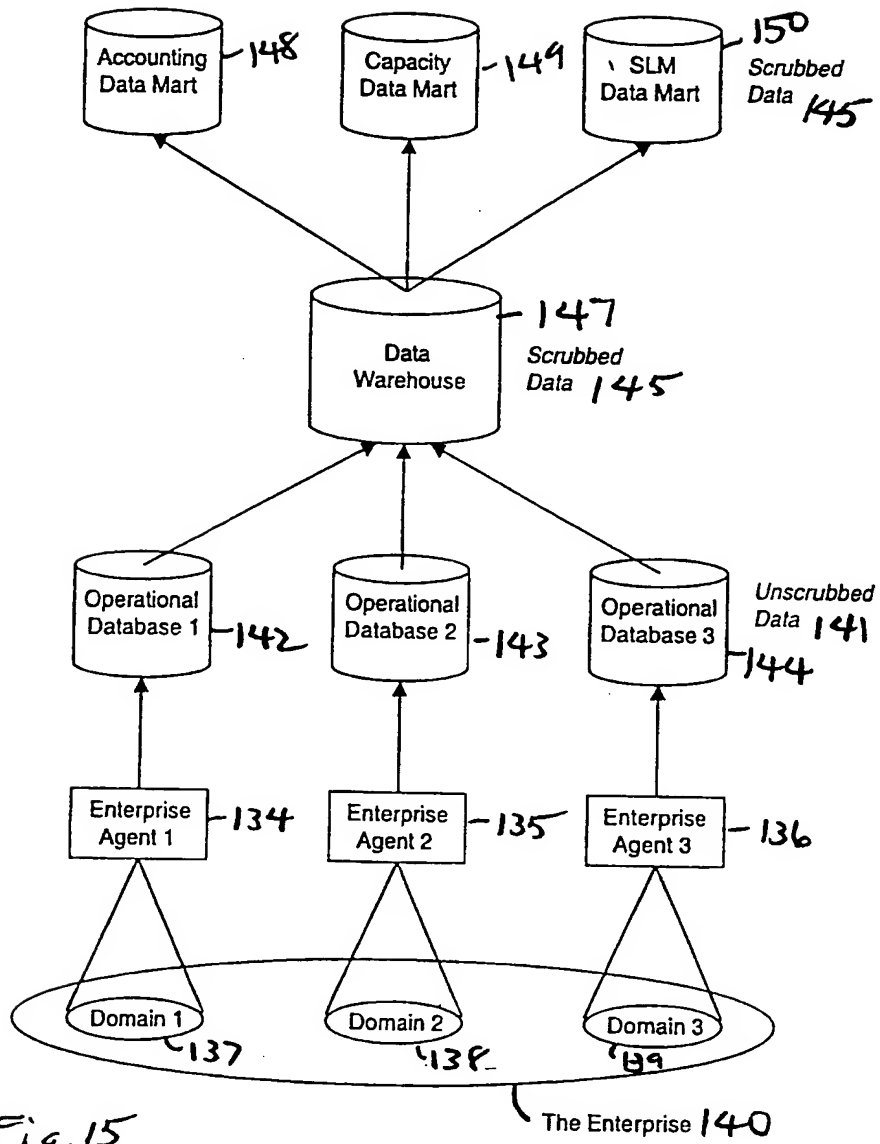 Accounting
Data Mart
148
Capacity
Data Mart
149
SLM
Data Mart
150
Scrubbed
Data 145
Data
Warehouse
147
Scrubbed
Data 145
Operational
Database 1
142
Operational
Database 2
143
Operational
Database 3
Unscrubbed
Data 141
144
Enterprise
Agent 1
134
Enterprise
Agent 2
135
Enterprise
Agent 3
136
Domain 1
137
Domain 2
138
Domain 3
139
The Enterprise 140
Fig. 15